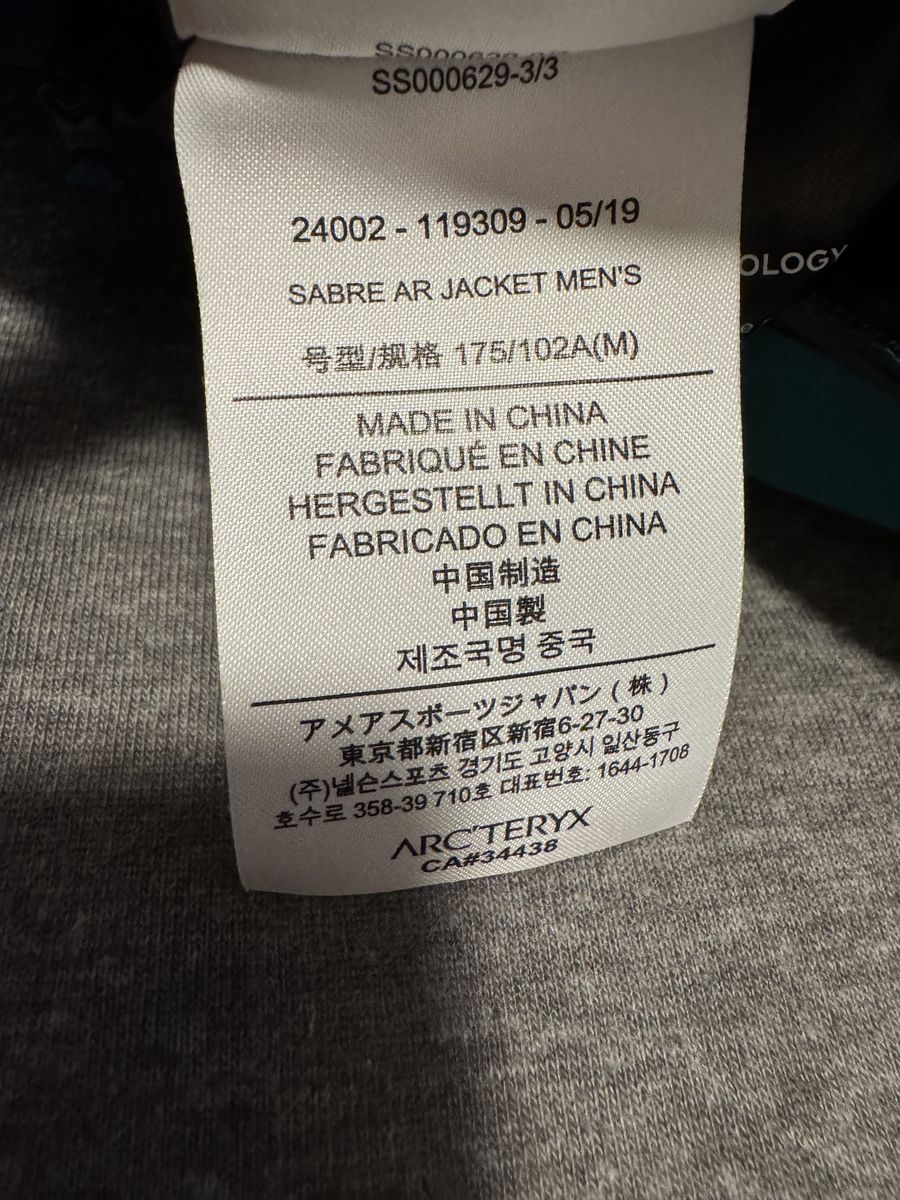 SS000629-3/3
24002 - 119309 - 05/19
SABRE AR JACKET MEN'S
号型/规格 175/102A(M)
MADE IN CHINA
FABRIQUÉ EN CHINE
HERGESTELLT IN CHINA
FABRICADO EN CHINA
中国制造
中国製
제조국명 중국
アメアスポーツジャパン ( 株 )
東京都新宿区新宿6-27-30
(주)넬슨스포츠 경기도 고양시 일산동구
호수로 358-39 710호 대표번호: 1644-1708
ARC'TERYX
CA#34438